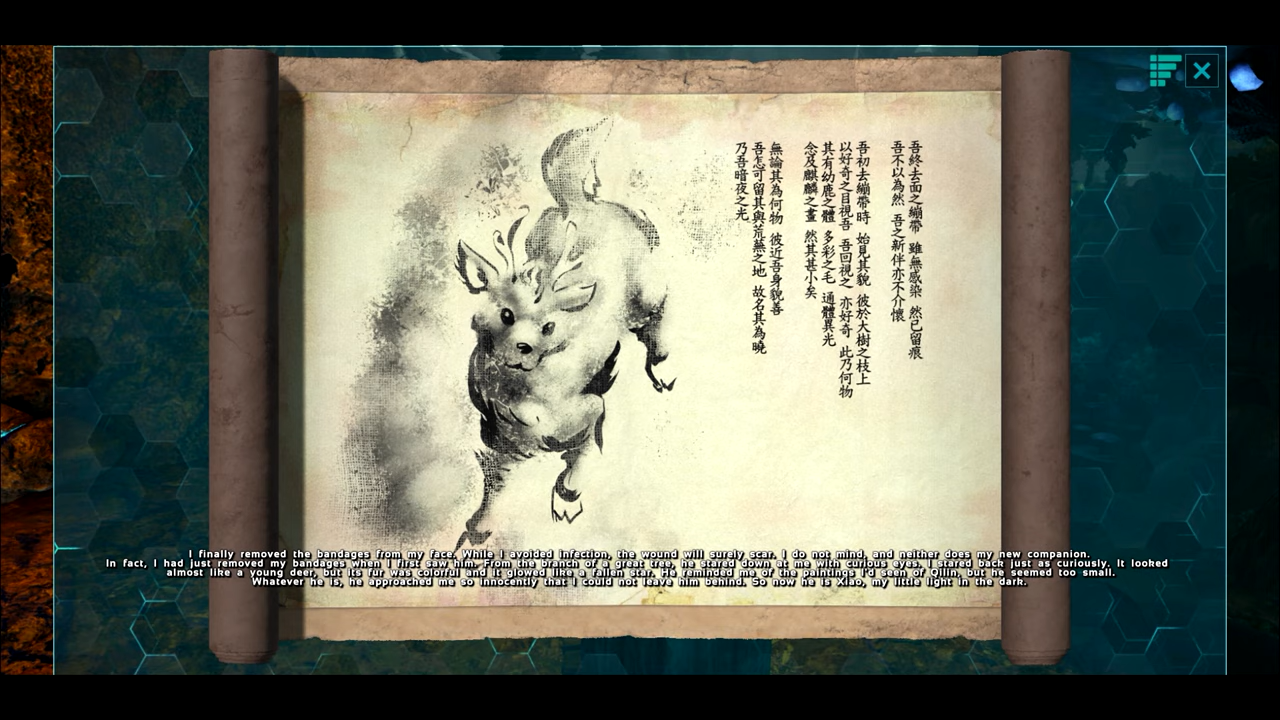 吾終去面之繃帶 雖無感染 然已留痕
吾不以為然 吾之新伴亦不介懷
吾初去繃帶時 始見其貌 彼於大樹之枝上
以好奇之目視吾 吾回視之 亦好奇 此乃何物
其有幼鹿之體 多彩之毛 通體異光
念及麒麟之畫 然其甚小矣
無論其為何物 彼近吾身貌善
吾怎可留其與荒蕪之地 故名其為曉
乃吾暗夜之光
I finally removed the bandages from my face. While I avoided infection, the wound will surely scar. I do not mind, and neither does my new companion.
In fact, I had just removed my bandages when I first saw him. From the branch of a great tree, he stared down at me with curious eyes. I stared back just as curiously. It looked
almost like a young deer, but its fur was colorful and it glowed like a fallen star. He reminded me of the paintings I'd seen of Qilin, but he seemed too small.
Whatever he is, he approached me so innocently that I could not leave him behind. So now he is Xiao, my little light in the dark.